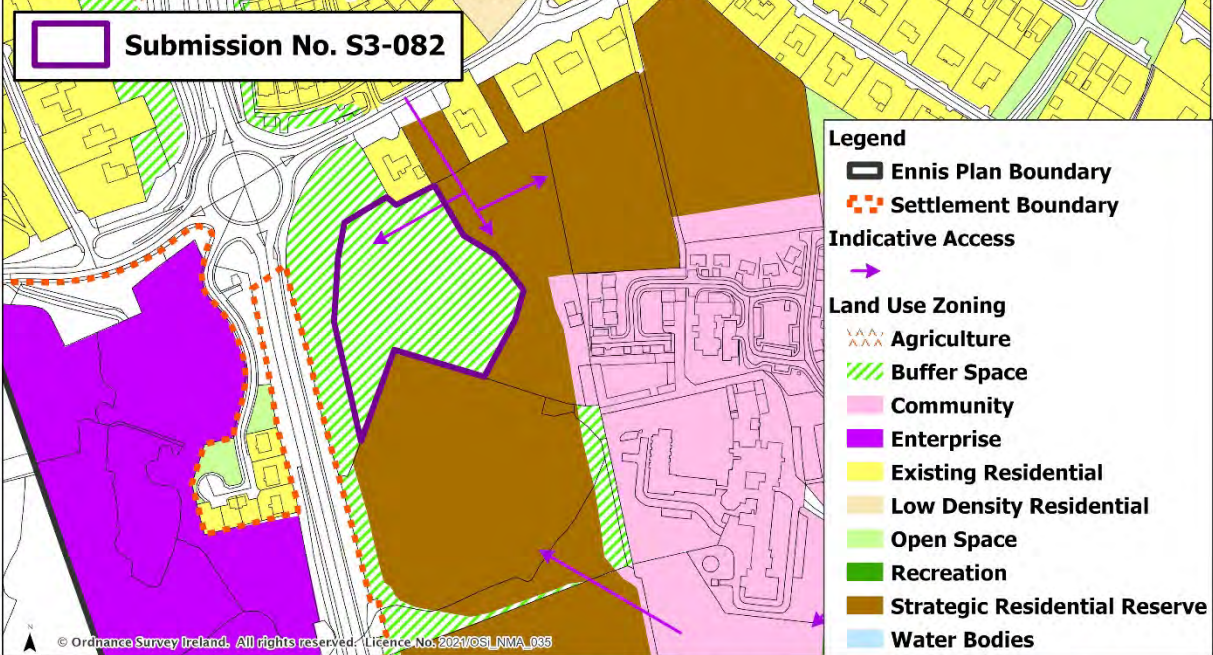 Submission No. S3-082
Legend
Ennis Plan Boundary
Settlement Boundary
Indicative Access
Land Use Zoning
Agriculture
Buffer Space
Community
Enterprise
Existing Residential
Low Density Residential
Open Space
Recreation
Strategic Residential Reserve
Water Bodies
N
© Ordnance Survey Ireland. All rights reserved. Licence No. 2021/OSi_NMA_035